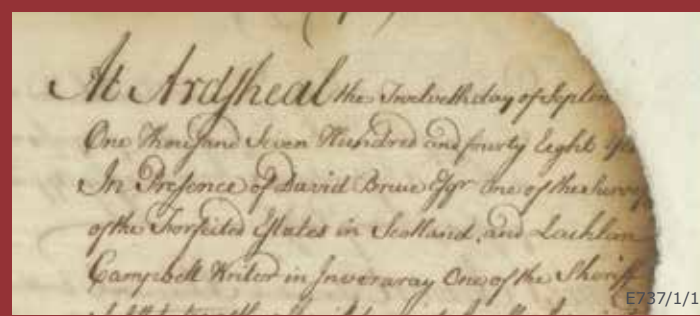 At Ardsheal the Twelvth day of Septem
One Thousand Seven Hundred and fourty Eight
In Presence of David Bruce Esqr One of the Survey
of the Forfeited Estates in Scotland, and Lachlan
Campbell Writer in Inveraray One of the Sheriff
E737/1/1